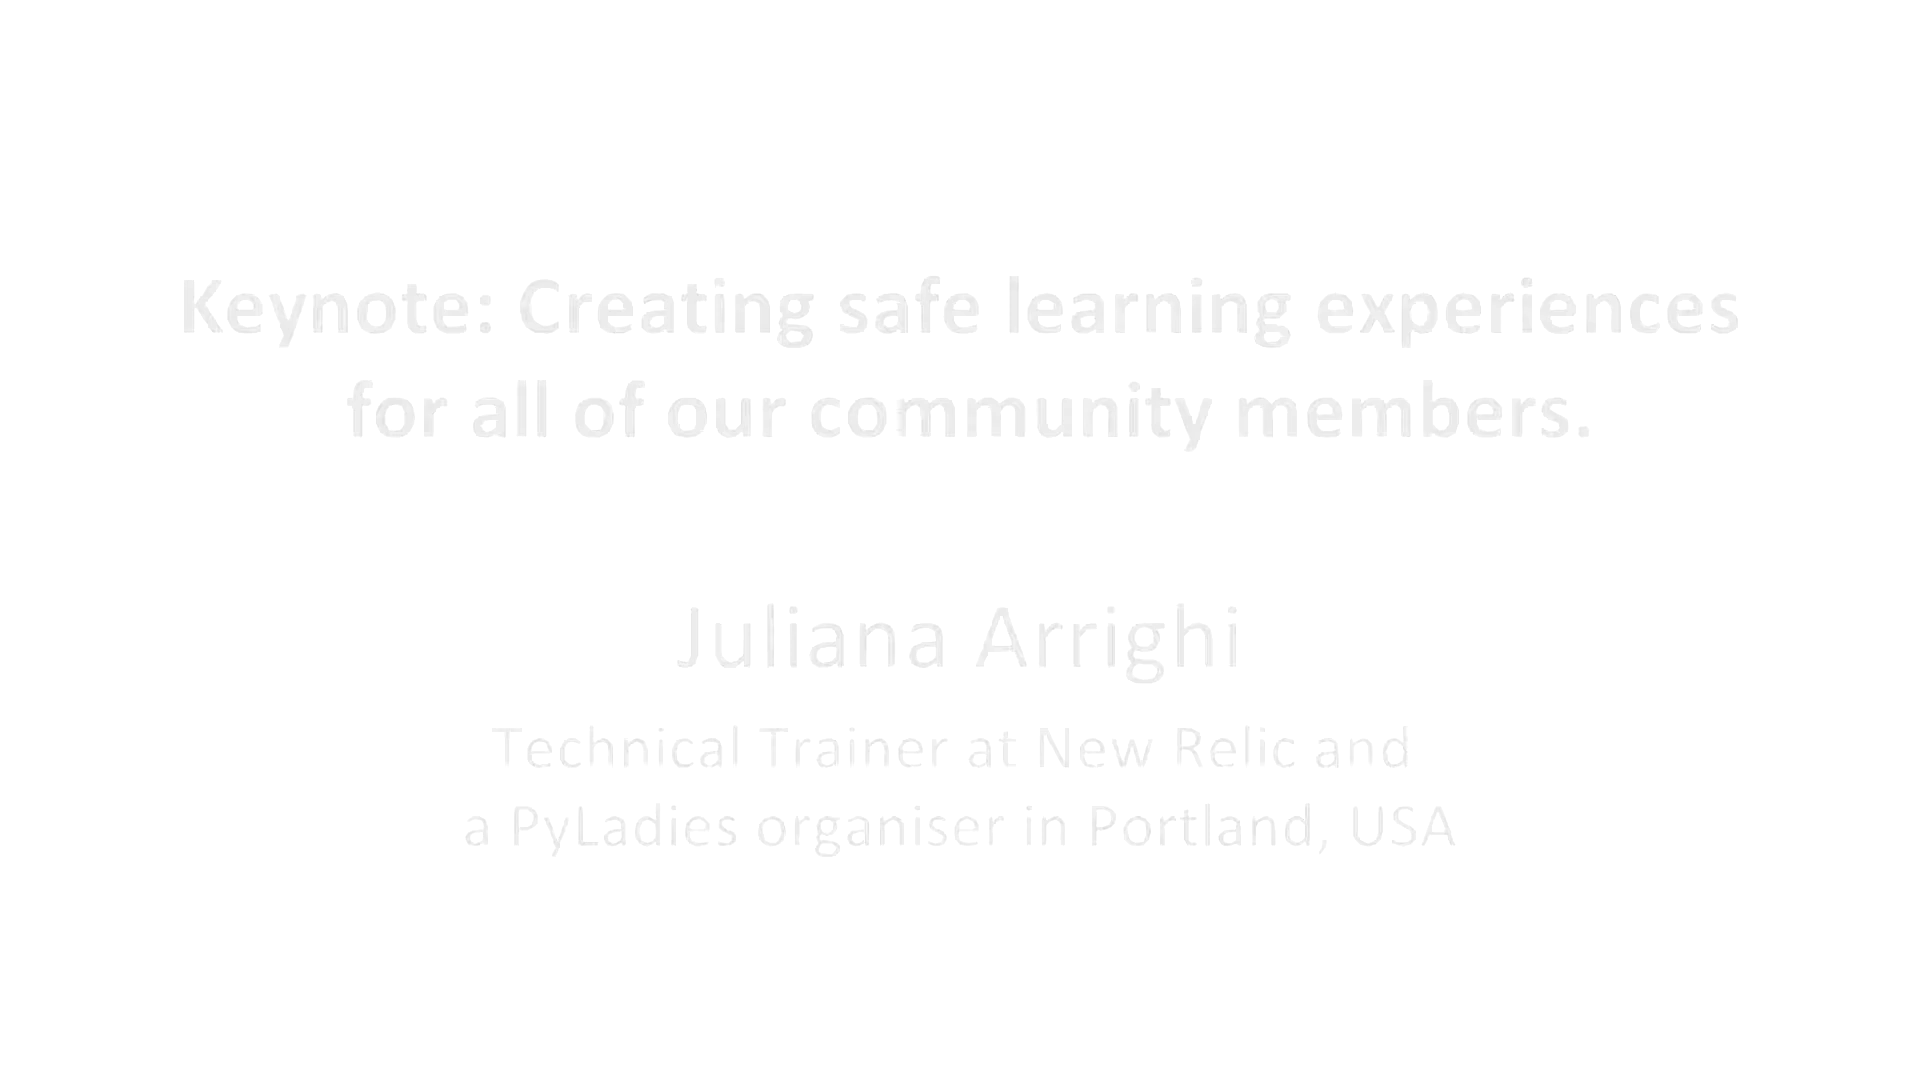 Keynote: Creating safe learning experiences
for all of our community members.
Juliana Arrighi
Technical Trainer at New Relic and
a PyLadies organiser in Portland, USA